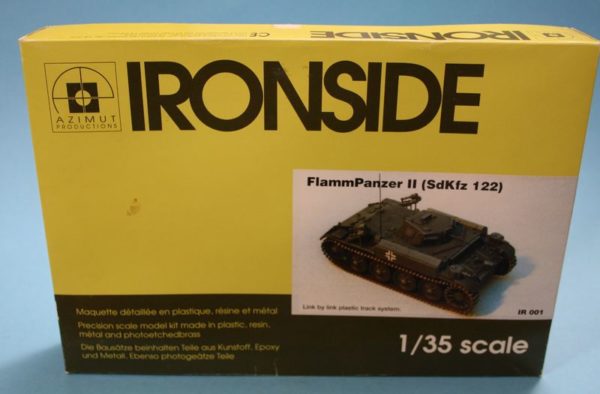 IRONSIDE
AZIMUT
PRODUCTIONS
IRONSIDE
FlammPanzer II (SdKfz 122)
Link by link plastic track system.
IR 001
Maquette détaillée en plastique, résine et métal
Precision scale model kit made in plastic, resin,
métal and photoetchedbrass
Die Bausätze beinhalten Teile aus Kunstoff, Epoxy
und Metall. Ebenso photogeätze Teile
1/35 scale